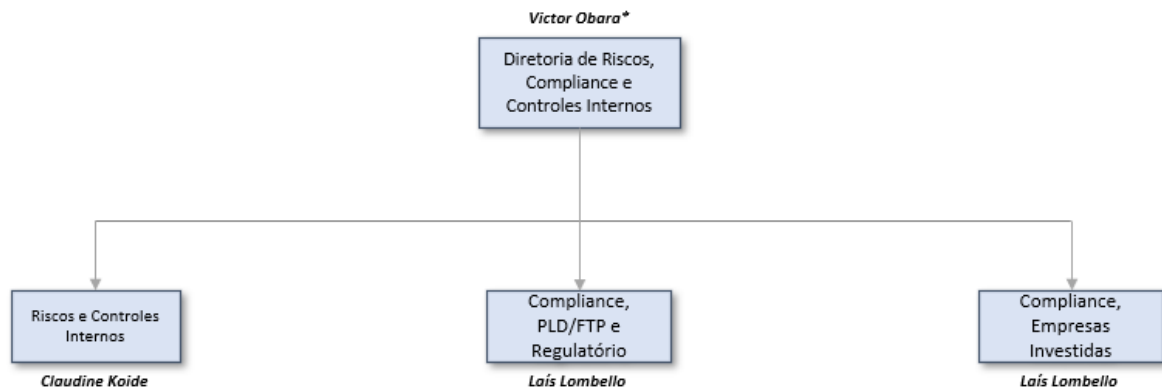 Victor Obara*
Diretoria de Riscos,
Compliance e
Controles Internos
Riscos e Controles
Internos
Claudine Koide
Compliance,
PLD/FTP e
Regulatório
Laís Lombello
Compliance,
Empresas
Investidas
Laís Lombello